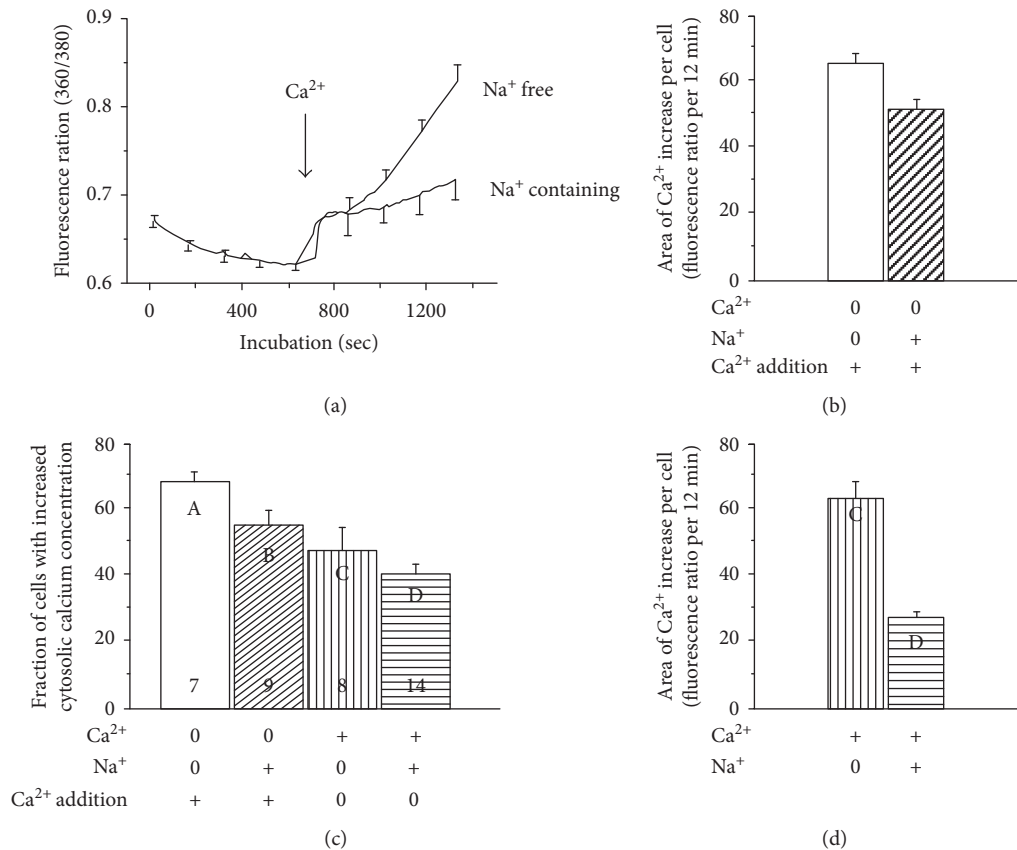 0.9
0.8
0.7
0.6
Fluorescence ration (360/380)
Ca²⁺
Na⁺ free
Na⁺ containing
0 400 800 1200
Incubation (sec)
(a)
80
60
40
20
0
Area of Ca²⁺ increase per cell
(fluorescence ratio per 12 min)
Ca²⁺ 0 0
Na⁺ 0 +
Ca²⁺ addition + +
(b)
80
60
40
20
0
Fraction of cells with increased
cytosolic calcium concentration
A B C D
7 9 8 14
Ca²⁺ 0 0 + +
Na⁺ 0 + 0 +
Ca²⁺ addition + + 0 0
(c)
80
60
40
20
0
Area of Ca²⁺ increase per cell
(fluorescence ratio per 12 min)
C D
Ca²⁺ + +
Na⁺ 0 +
(d)